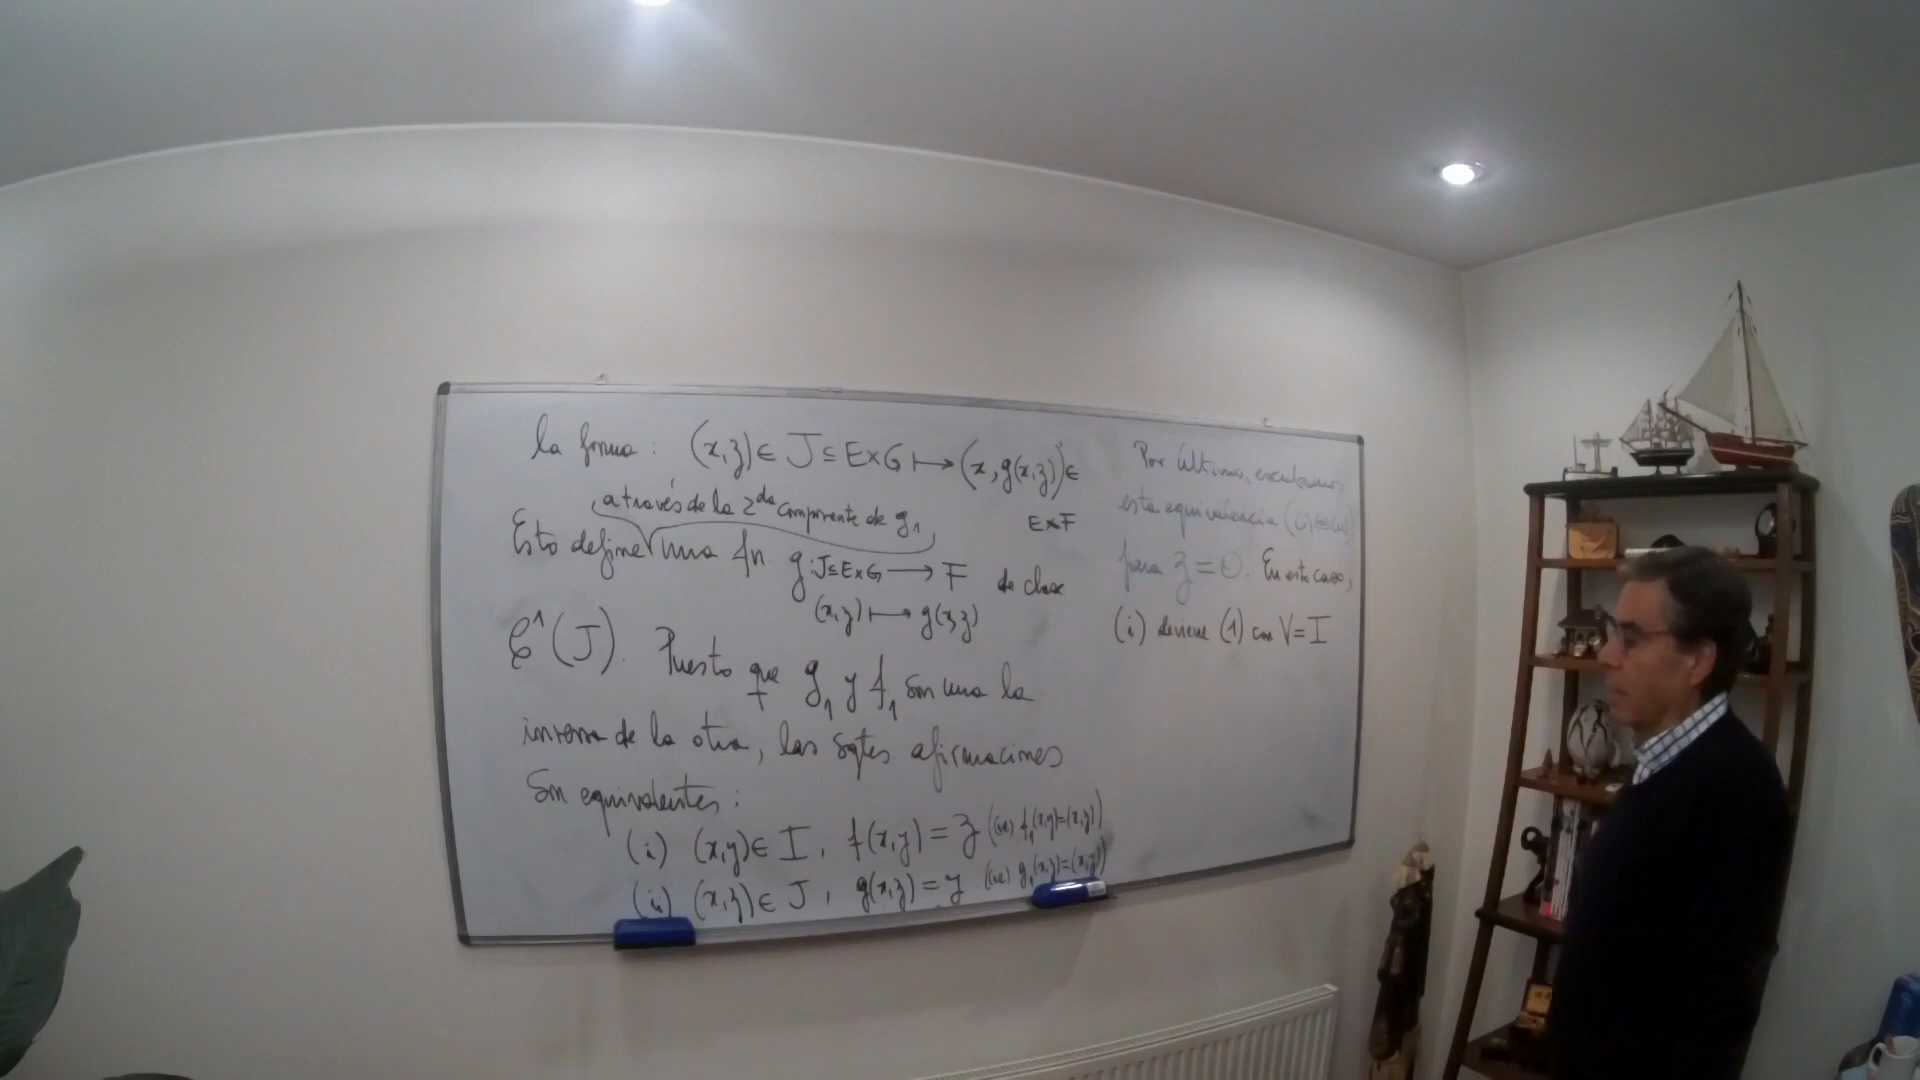 la forma: (x,z) ∈ J ⊆ E×G ⟼ (x, g(x,z)) ∈
E×F
a través de la 2da componente de g₁
Esto define una fn. g: J⊆E×G ⟶ F de clase
(x,z) ⟼ g(x,z)
𝒞¹(J). Puesto que g₁ y f₁ son una la
inversa de la otra, las sgtes afirmaciones
son equivalentes:
(i) (x,y) ∈ I, f(x,y) = z (ie) f₁(x,y)=(x,z))
(ii) (x,z) ∈ J, g(x,z) = y (ie) g₁(x,z)=(x,y))
Por último, escribamos
esta equivalencia (i)⇔(ii)
para z = 0. En este caso,
(i) deviene (1) con V = I